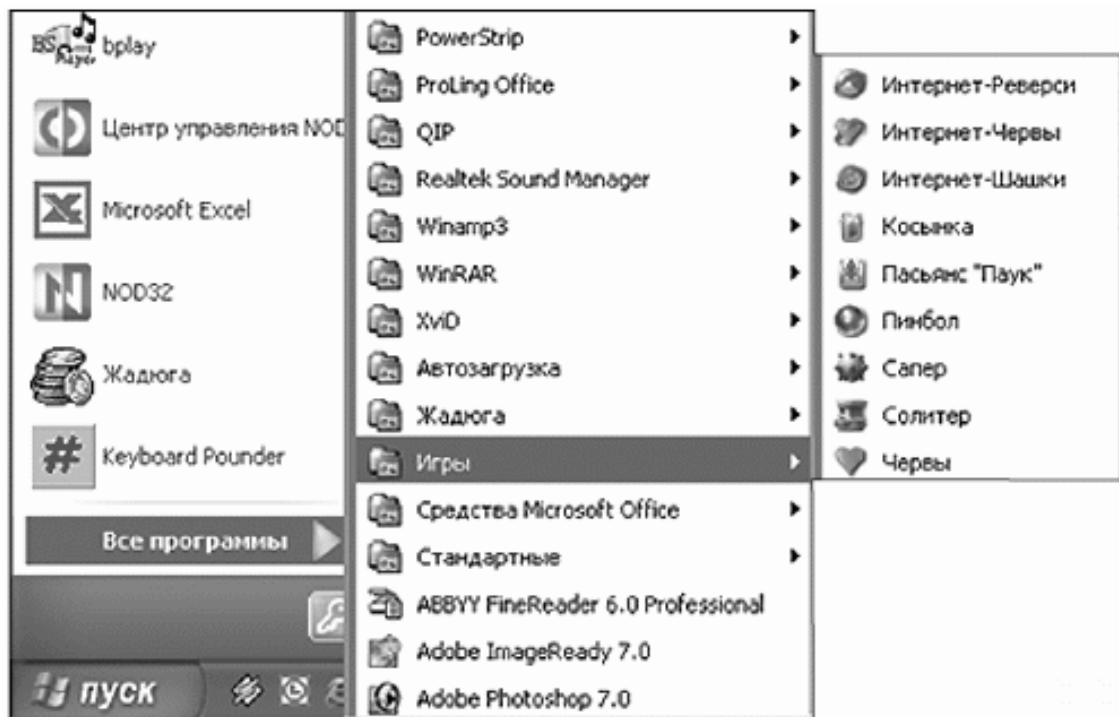 bplay
Центр управления NOD
Microsoft Excel
NOD32
Жадюга
Keyboard Pounder
Все программы
пуск
PowerStrip
ProLing Office
QIP
Realtek Sound Manager
Winamp3
WinRAR
XviD
Автозагрузка
Жадюга
Игры
Средства Microsoft Office
Стандартные
ABBYY FineReader 6.0 Professional
Adobe ImageReady 7.0
Adobe Photoshop 7.0
Интернет-Реверси
Интернет-Червы
Интернет-Шашки
Косынка
Пасьянс "Паук"
Пинбол
Сапер
Солитер
Червы